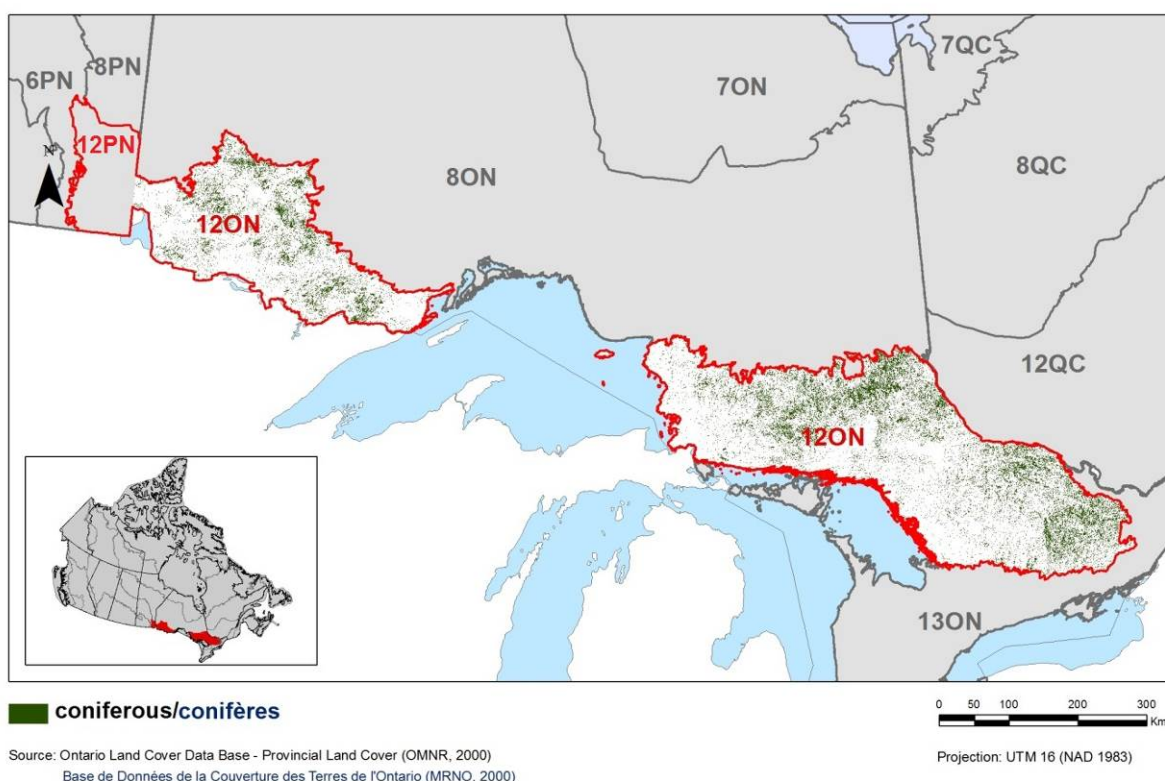 7QC
8PN
6PN
7ON
12PN
N
8QC
8ON
12ON
12QC
12ON
13ON
coniferous/conifères
0 50 100 200 300
Km
Source: Ontario Land Cover Data Base - Provincial Land Cover (OMNR, 2000)
Projection: UTM 16 (NAD 1983)
Base de Données de la Couverture des Terres de l'Ontario (MRNO, 2000)